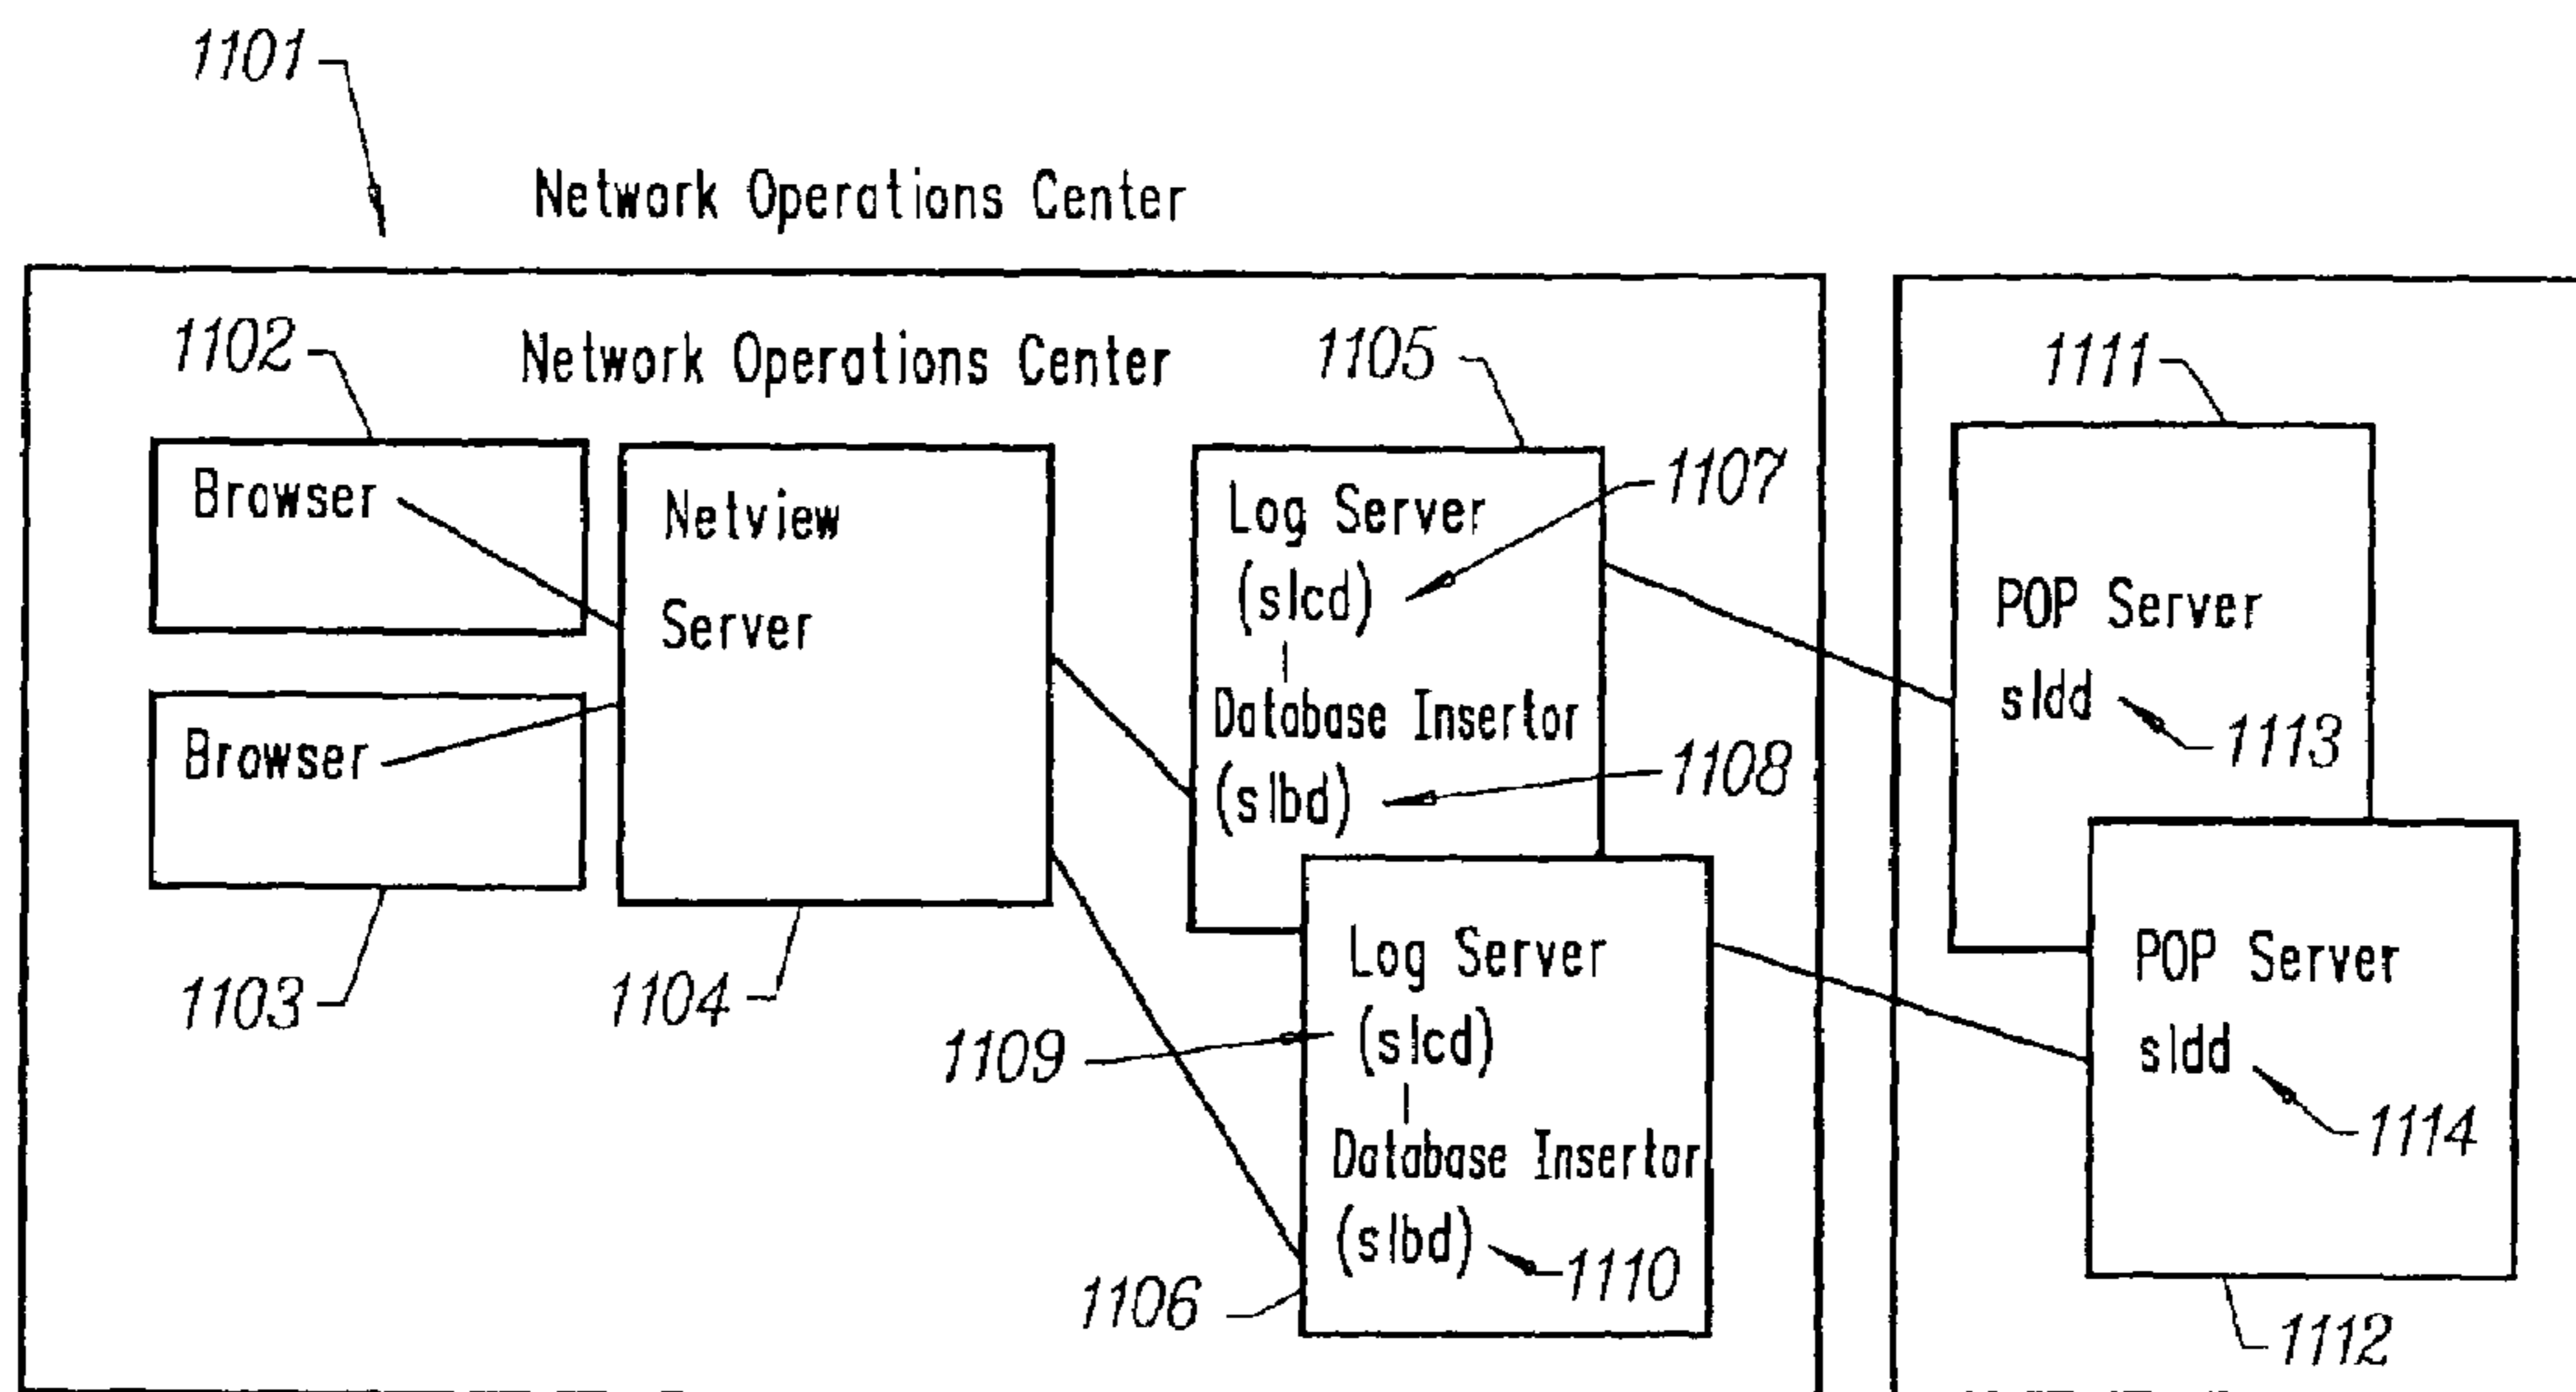 1101
Network Operations Center
Network Operations Center
1102
Browser
Browser
1103
Netview
Server
1104
1105
Log Server
(slcd)
1107
Database Insertor
(slbd)
1108
Log Server
(slcd)
1109
Database Insertor
(slbd)
1110
1106
1111
POP Server
sldd
1113
POP Server
sldd
1114
1112